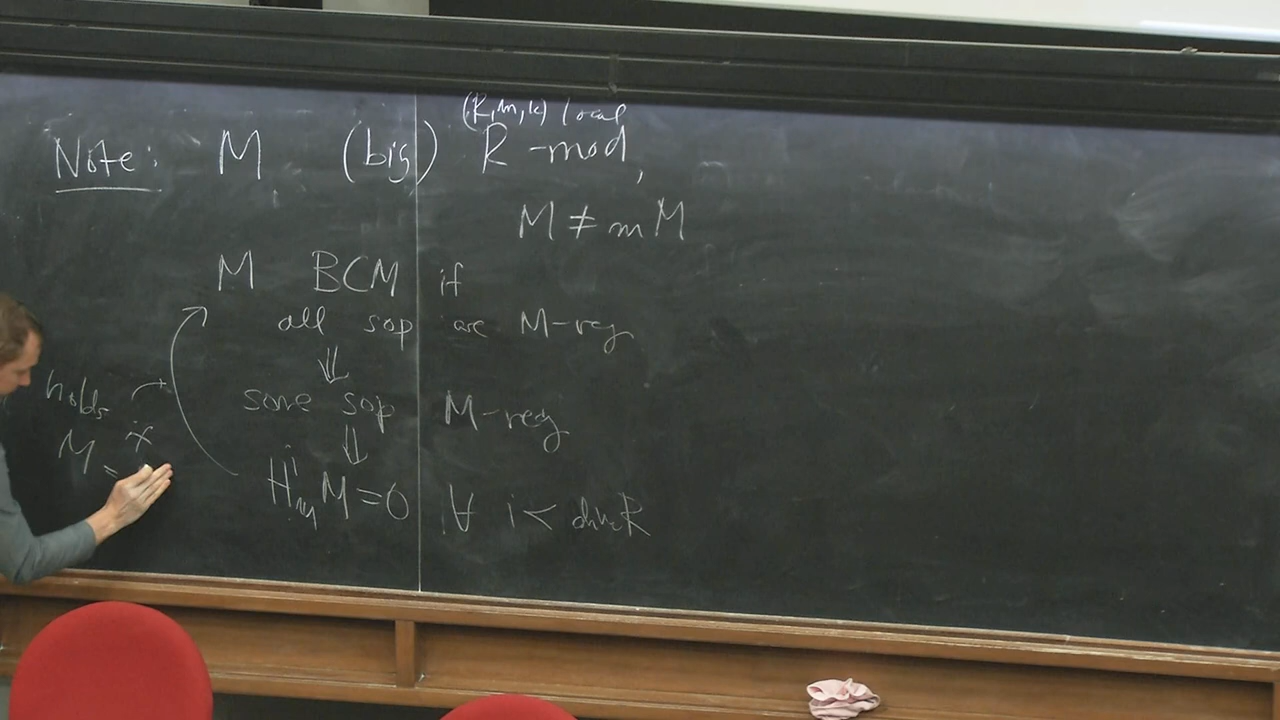 (R, m, k) local
Note: M (big) R-mod,
M ≠ mM
M BCM if
all sop are M-reg
⇓
some sop M-reg
⇓
H^i_m M = 0 ∀ i < dim R
holds
M =